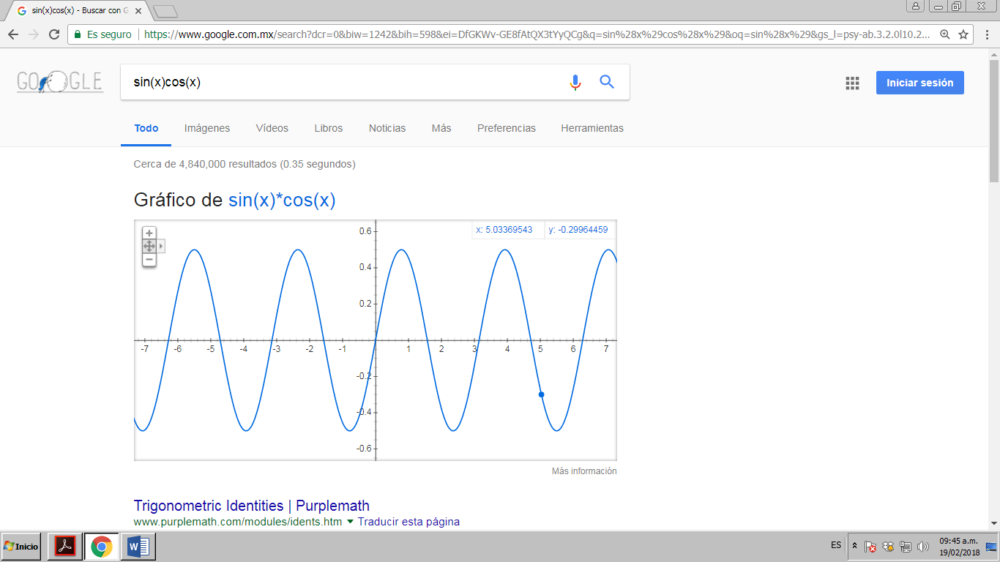 sin(x)cos(x) - Buscar con G
Es seguro | https://www.google.com.mx/search?dcr=0&biw=1242&bih=598&ei=DfGKWv-GE8fAtQX3tYyQCg&q=sin%28x%29cos%28x%29&oq=sin%28x%29&gs_l=psy-ab.3.2.0l10.2...
GOOGLE
sin(x)cos(x)
Iniciar sesión
Todo Imágenes Vídeos Libros Noticias Más Preferencias Herramientas
Cerca de 4,840,000 resultados (0.35 segundos)
Gráfico de sin(x)*cos(x)
x: 5.03369543 y: -0.29964459
0.6
0.4
0.2
-7 -6 -5 -4 -3 -2 -1 1 2 3 4 5 6 7
-0.2
-0.4
-0.6
Más información
Trigonometric Identities | Purplemath
www.purplemath.com/modules/idents.htm Traducir esta página
Inicio
W
ES
09:45 a.m.
19/02/2018